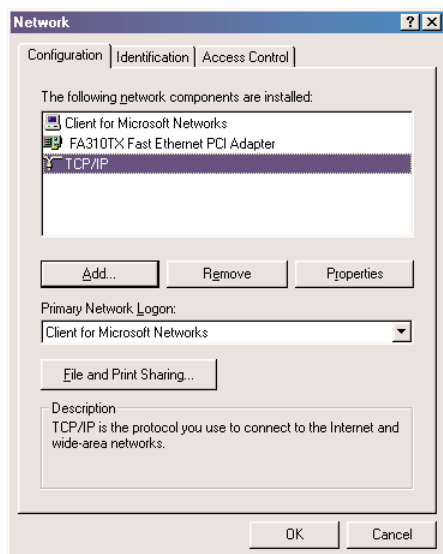 Network
Configuration Identification Access Control
The following network components are installed:
Client for Microsoft Networks
FA310TX Fast Ethernet PCI Adapter
TCP/IP
Add... Remove Properties
Primary Network Logon:
Client for Microsoft Networks
File and Print Sharing...
Description
TCP/IP is the protocol you use to connect to the Internet and
wide-area networks.
OK Cancel